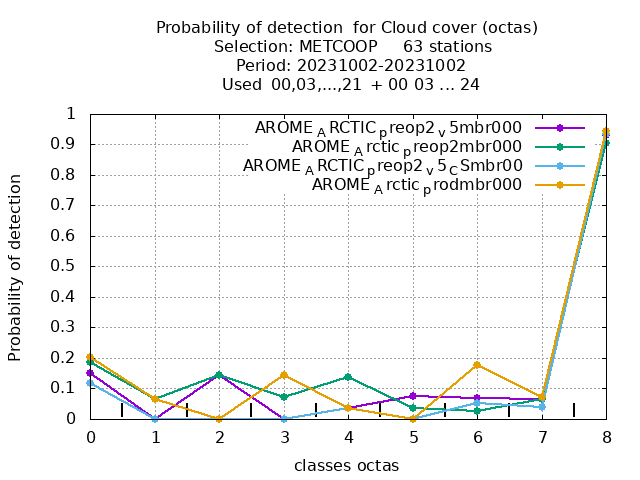 Probability of detection  for Cloud cover (octas)
Selection: METCOOP     63 stations
Period: 20231002-20231002
Used  00,03,...,21  + 00 03 ... 24
AROME_ARCTIC_preop2_v5mbr000
AROME_Arctic_preop2mbr000
AROME_ARCTIC_preop2_v5_CSmbr00
AROME_Arctic_prodmbr000
1
0.9
0.8
0.7
0.6
0.5
0.4
0.3
0.2
0.1
0
Probability of detection
0 1 2 3 4 5 6 7 8
classes octas